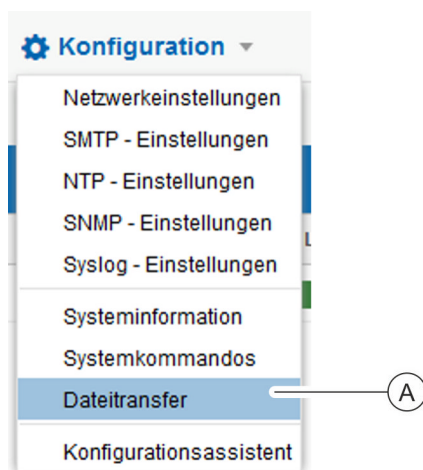 Konfiguration
Netzwerkeinstellungen
SMTP - Einstellungen
NTP - Einstellungen
SNMP - Einstellungen
Syslog - Einstellungen
Systeminformation
Systemkommandos
Dateitransfer
A
Konfigurationsassistent